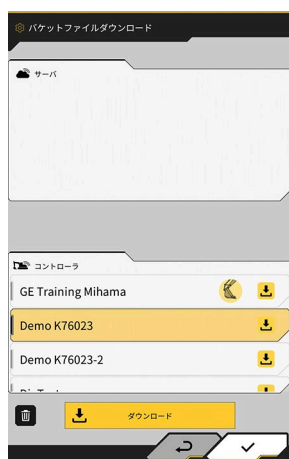 バケットファイルダウンロード
サーバ
コントローラ
GE Training Mihama
Demo K76023
Demo K76023-2
ダウンロード